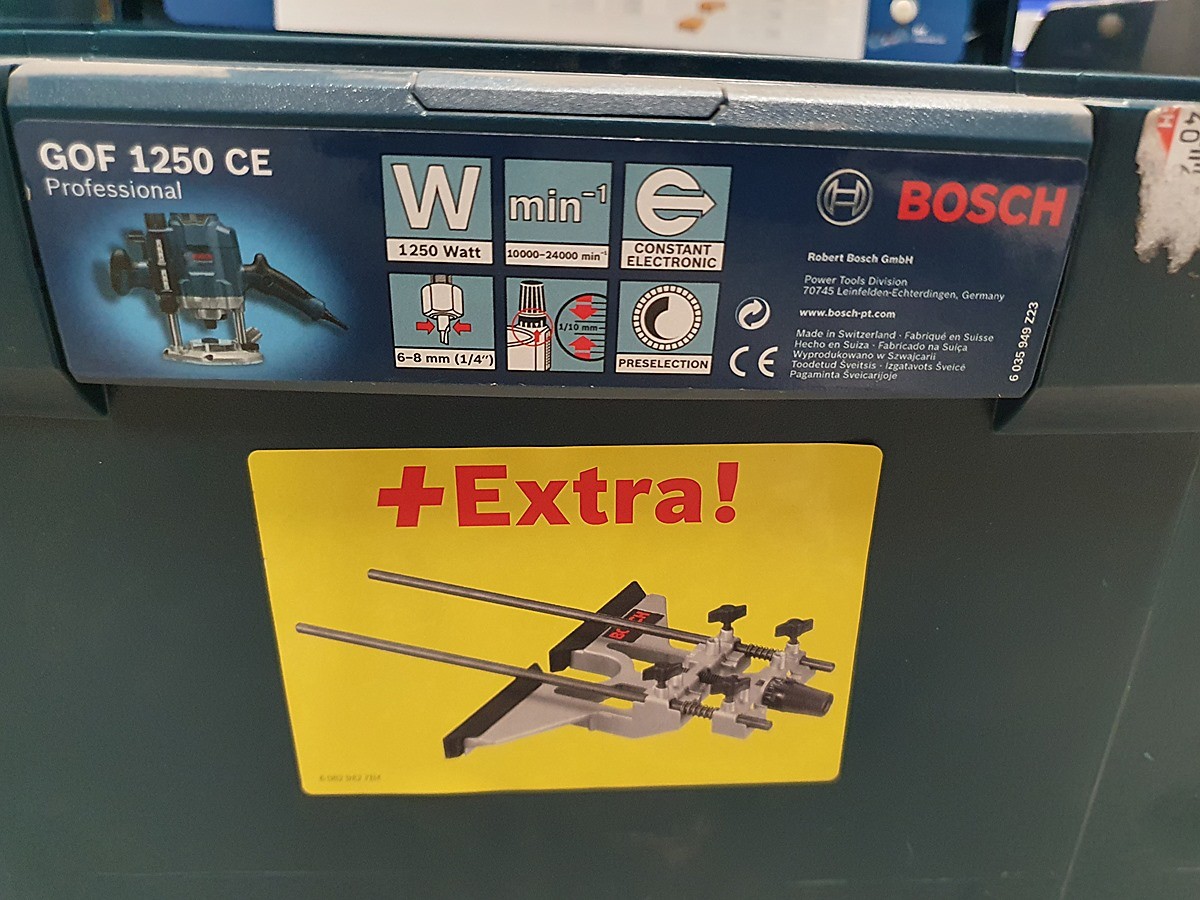 GOF 1250 CE
Professional
W
1250 Watt
min⁻¹
10000–24000 min⁻¹
CONSTANT
ELECTRONIC
6–8 mm (1/4″)
1/10 mm
PRESELECTION
BOSCH
Robert Bosch GmbH
Power Tools Division
70745 Leinfelden-Echterdingen, Germany
www.bosch-pt.com
CE
Made in Switzerland · Fabriqué en Suisse
Hecho en Suiza · Fabricado na Suiça
Wyprodukowano w Szwajcarii
Toodetud Šveitsis · Izgatavots Šveicē
Pagaminta Šveicarijoje
6 035 949 Z23
+Extra!
BOSCH